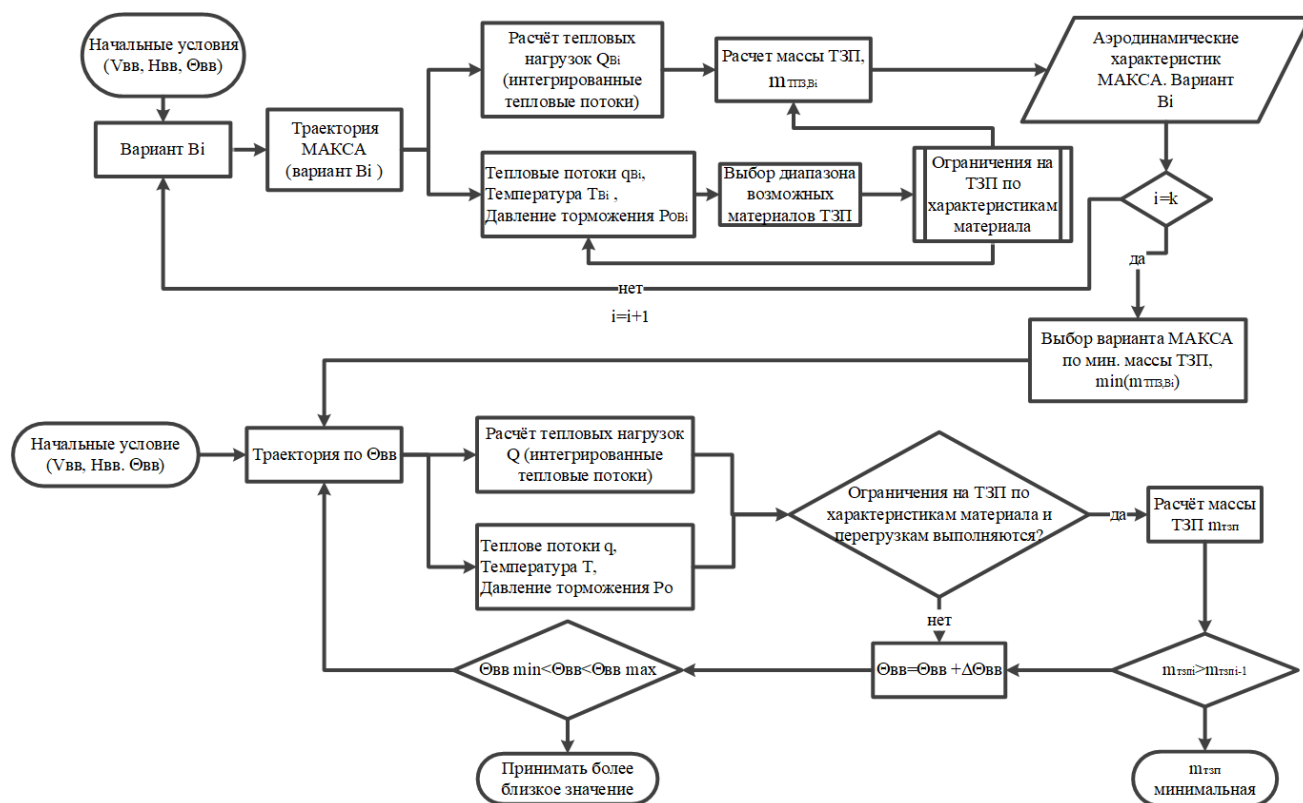 Начальные условия
(Vвв, Hвв, Θвв)
Вариант Bi
Траектория
МАКСА
(вариант Bi )
Расчёт тепловых
нагрузок QBi
(интегрированные
тепловые потоки)
Расчет массы ТЗП,
mТПЗ,Bi
Аэродинамические
характеристик
МАКСА. Вариант
Bi
Тепловые потоки qBi,
Температура TBi ,
Давление торможения PoBi
Выбор диапазона
возможных
материалов ТЗП
Ограничения на
ТЗП по
характеристикам
материала
i=k
да
нет
i=i+1
Выбор варианта МАКСА
по мин. массы ТЗП,
min(mТПЗ,Bi)
Начальные условие
(Vвв, Hвв. Θвв)
Траектория по Θвв
Расчёт тепловых нагрузок
Q (интегрированные
тепловые потоки)
Теплове потоки q,
Температура T,
Давление торможения Po
Ограничения на ТЗП по
характеристикам материала и
перегрузкам выполняются?
да
Расчёт массы
ТЗП mтзп
нет
Θвв min<Θвв<Θвв max
Θвв=Θвв +ΔΘвв
mтзпi>mтзпi-1
Принимать более
близкое значение
mтзп
минимальная